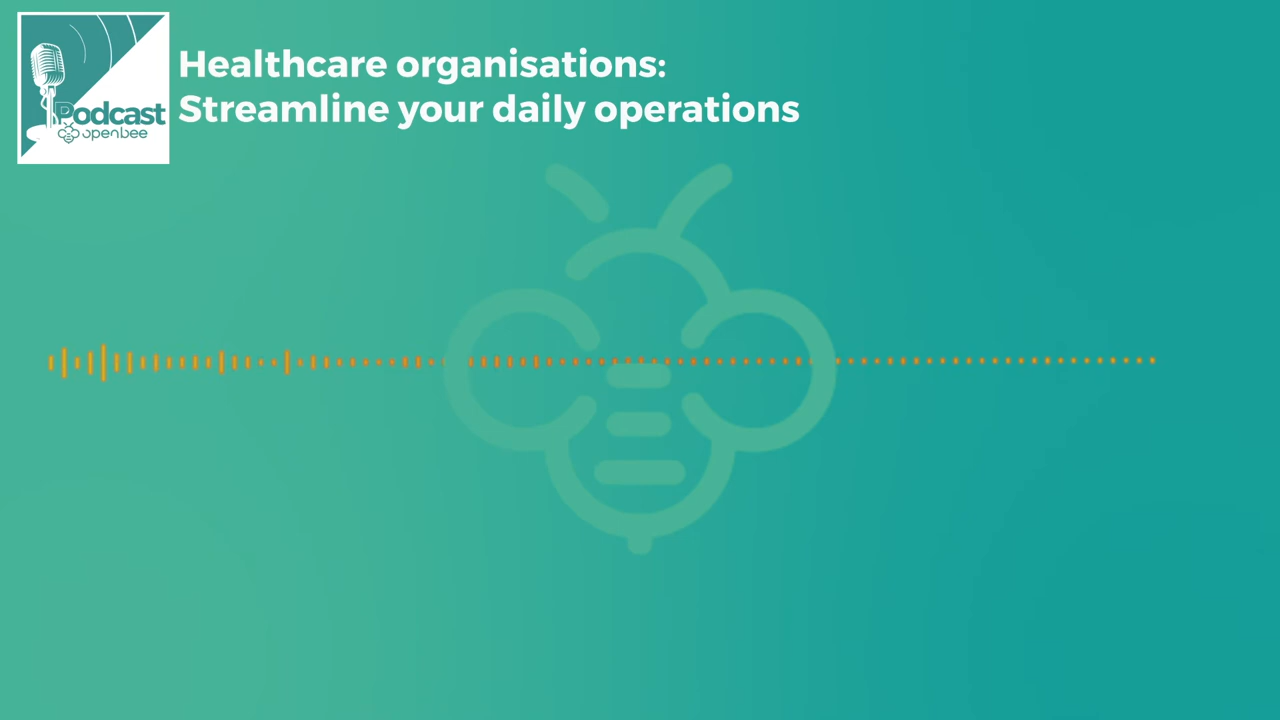 Healthcare organisations:
Streamline your daily operations
Podcast
openbee